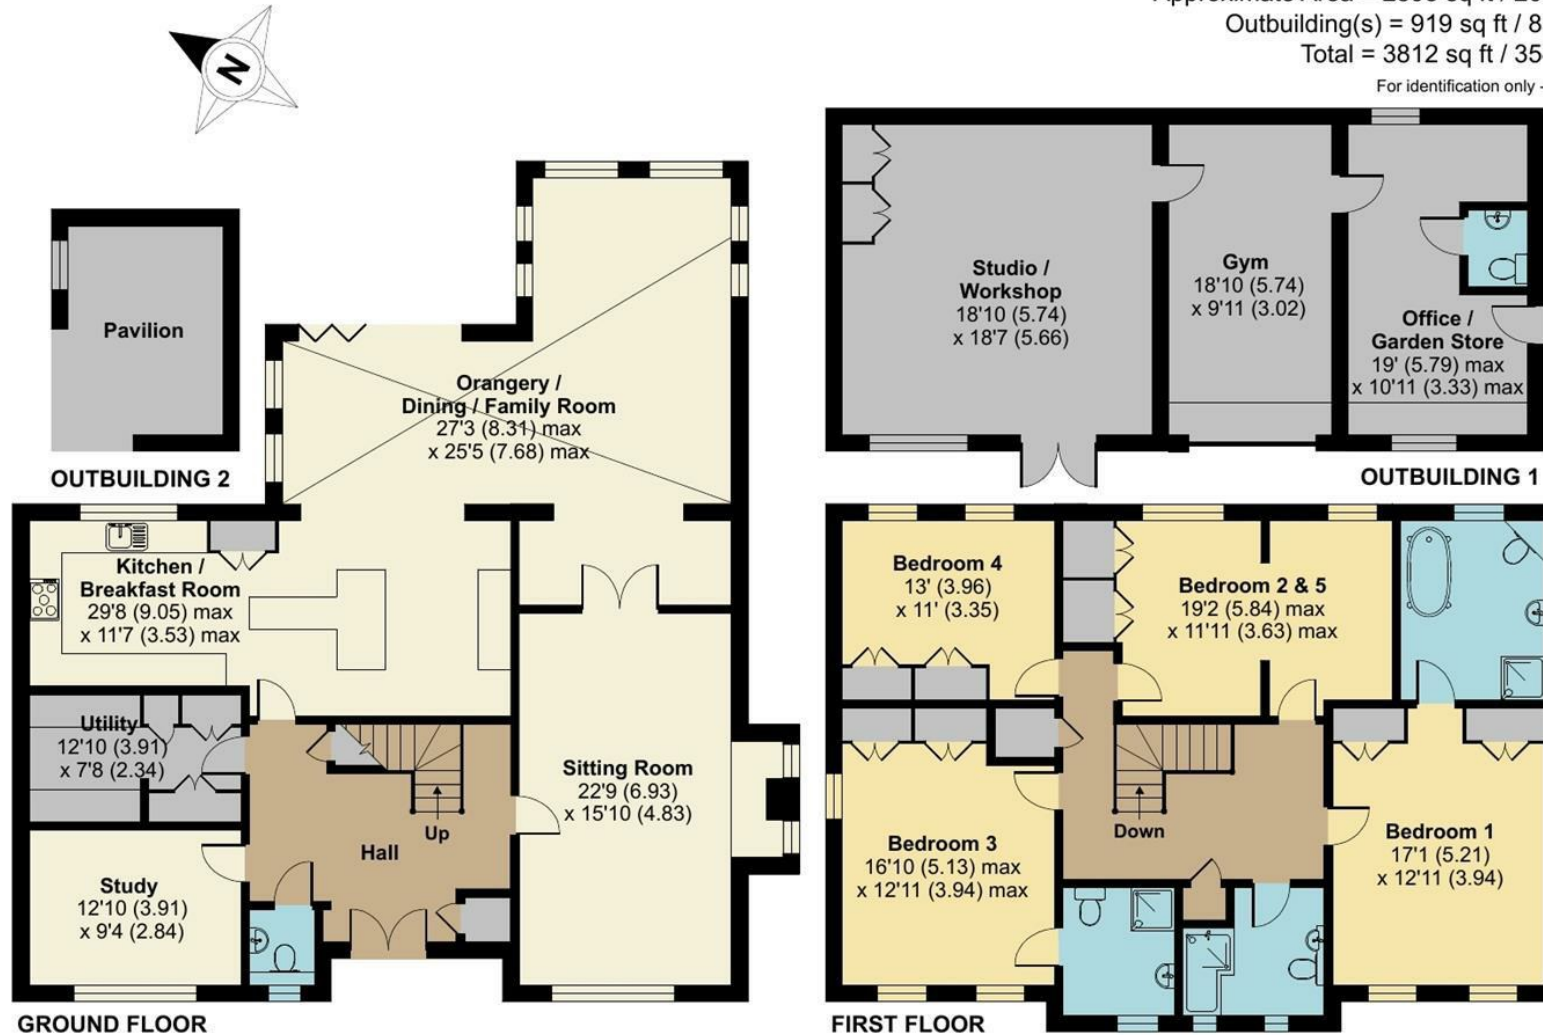 Outbuilding(s) = 919 sq ft / 8
Total = 3812 sq ft / 35
For identification only -
N
Pavilion
OUTBUILDING 2
Orangery /
Dining / Family Room
27'3 (8.31) max
x 25'5 (7.68) max
Kitchen /
Breakfast Room
29'8 (9.05) max
x 11'7 (3.53) max
Utility
12'10 (3.91)
x 7'8 (2.34)
Study
12'10 (3.91)
x 9'4 (2.84)
Hall
Up
Sitting Room
22'9 (6.93)
x 15'10 (4.83)
GROUND FLOOR
Studio /
Workshop
18'10 (5.74)
x 18'7 (5.66)
Gym
18'10 (5.74)
x 9'11 (3.02)
Office /
Garden Store
19' (5.79) max
x 10'11 (3.33) max
OUTBUILDING 1
Bedroom 4
13' (3.96)
x 11' (3.35)
Bedroom 2 & 5
19'2 (5.84) max
x 11'11 (3.63) max
Bedroom 3
16'10 (5.13) max
x 12'11 (3.94) max
Down
Bedroom 1
17'1 (5.21)
x 12'11 (3.94)
FIRST FLOOR